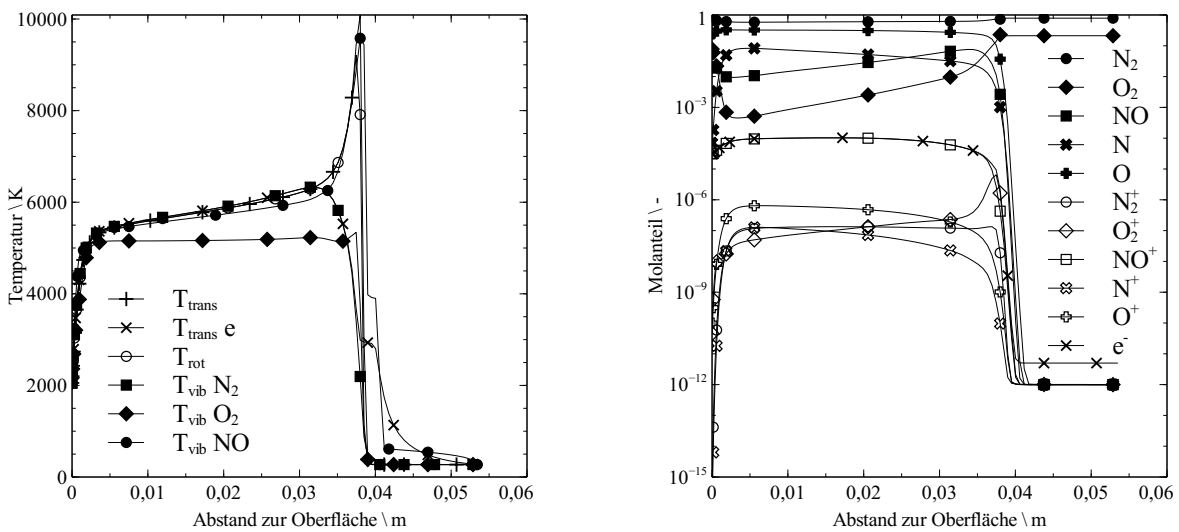 Temperatur \ K
10000
8000
6000
4000
2000
0
0
0,01
0,02
0,03
0,04
0,05
0,06
Abstand zur Oberfläche \ m
T_trans
T_trans e
T_rot
T_vib N_2
T_vib O_2
T_vib NO
Molanteil \ -
1
10^-3
10^-6
10^-9
10^-12
10^-15
0
0,01
0,02
0,03
0,04
0,05
0,06
Abstand zur Oberfläche \ m
N_2
O_2
NO
N
O
N_2^+
O_2^+
NO^+
N^+
O^+
e^-